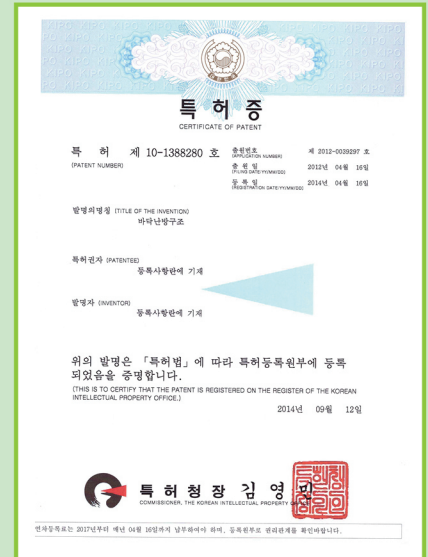 특 허 증
CERTIFICATE OF PATENT
특 허 제 10-1388280 호
(PATENT NUMBER)
출원번호 제 2012-0039297 호
(APPLICATION NUMBER)
출 원 일 2012년 04월 16일
(FILING DATE:YY/MM/DD)
등 록 일 2014년 04월 16일
(REGISTRATION DATE:YY/MM/DD)
발명의명칭 (TITLE OF THE INVENTION)
바닥난방구조
특허권자 (PATENTEE)
등록사항란에 기재
발명자 (INVENTOR)
등록사항란에 기재
위의 발명은 「특허법」에 따라 특허등록원부에 등록
되었음을 증명합니다.
(THIS IS TO CERTIFY THAT THE PATENT IS REGISTERED ON THE REGISTER OF THE KOREAN
INTELLECTUAL PROPERTY OFFICE.)
2014년 09월 12일
특 허 청 장 김 영 민
COMMISSIONER, THE KOREAN INTELLECTUAL PROPERTY OFFICE
연차등록료는 2017년부터 매년 04월 16일까지 납부하여야 하며, 등록원부로 권리관계를 확인바랍니다.